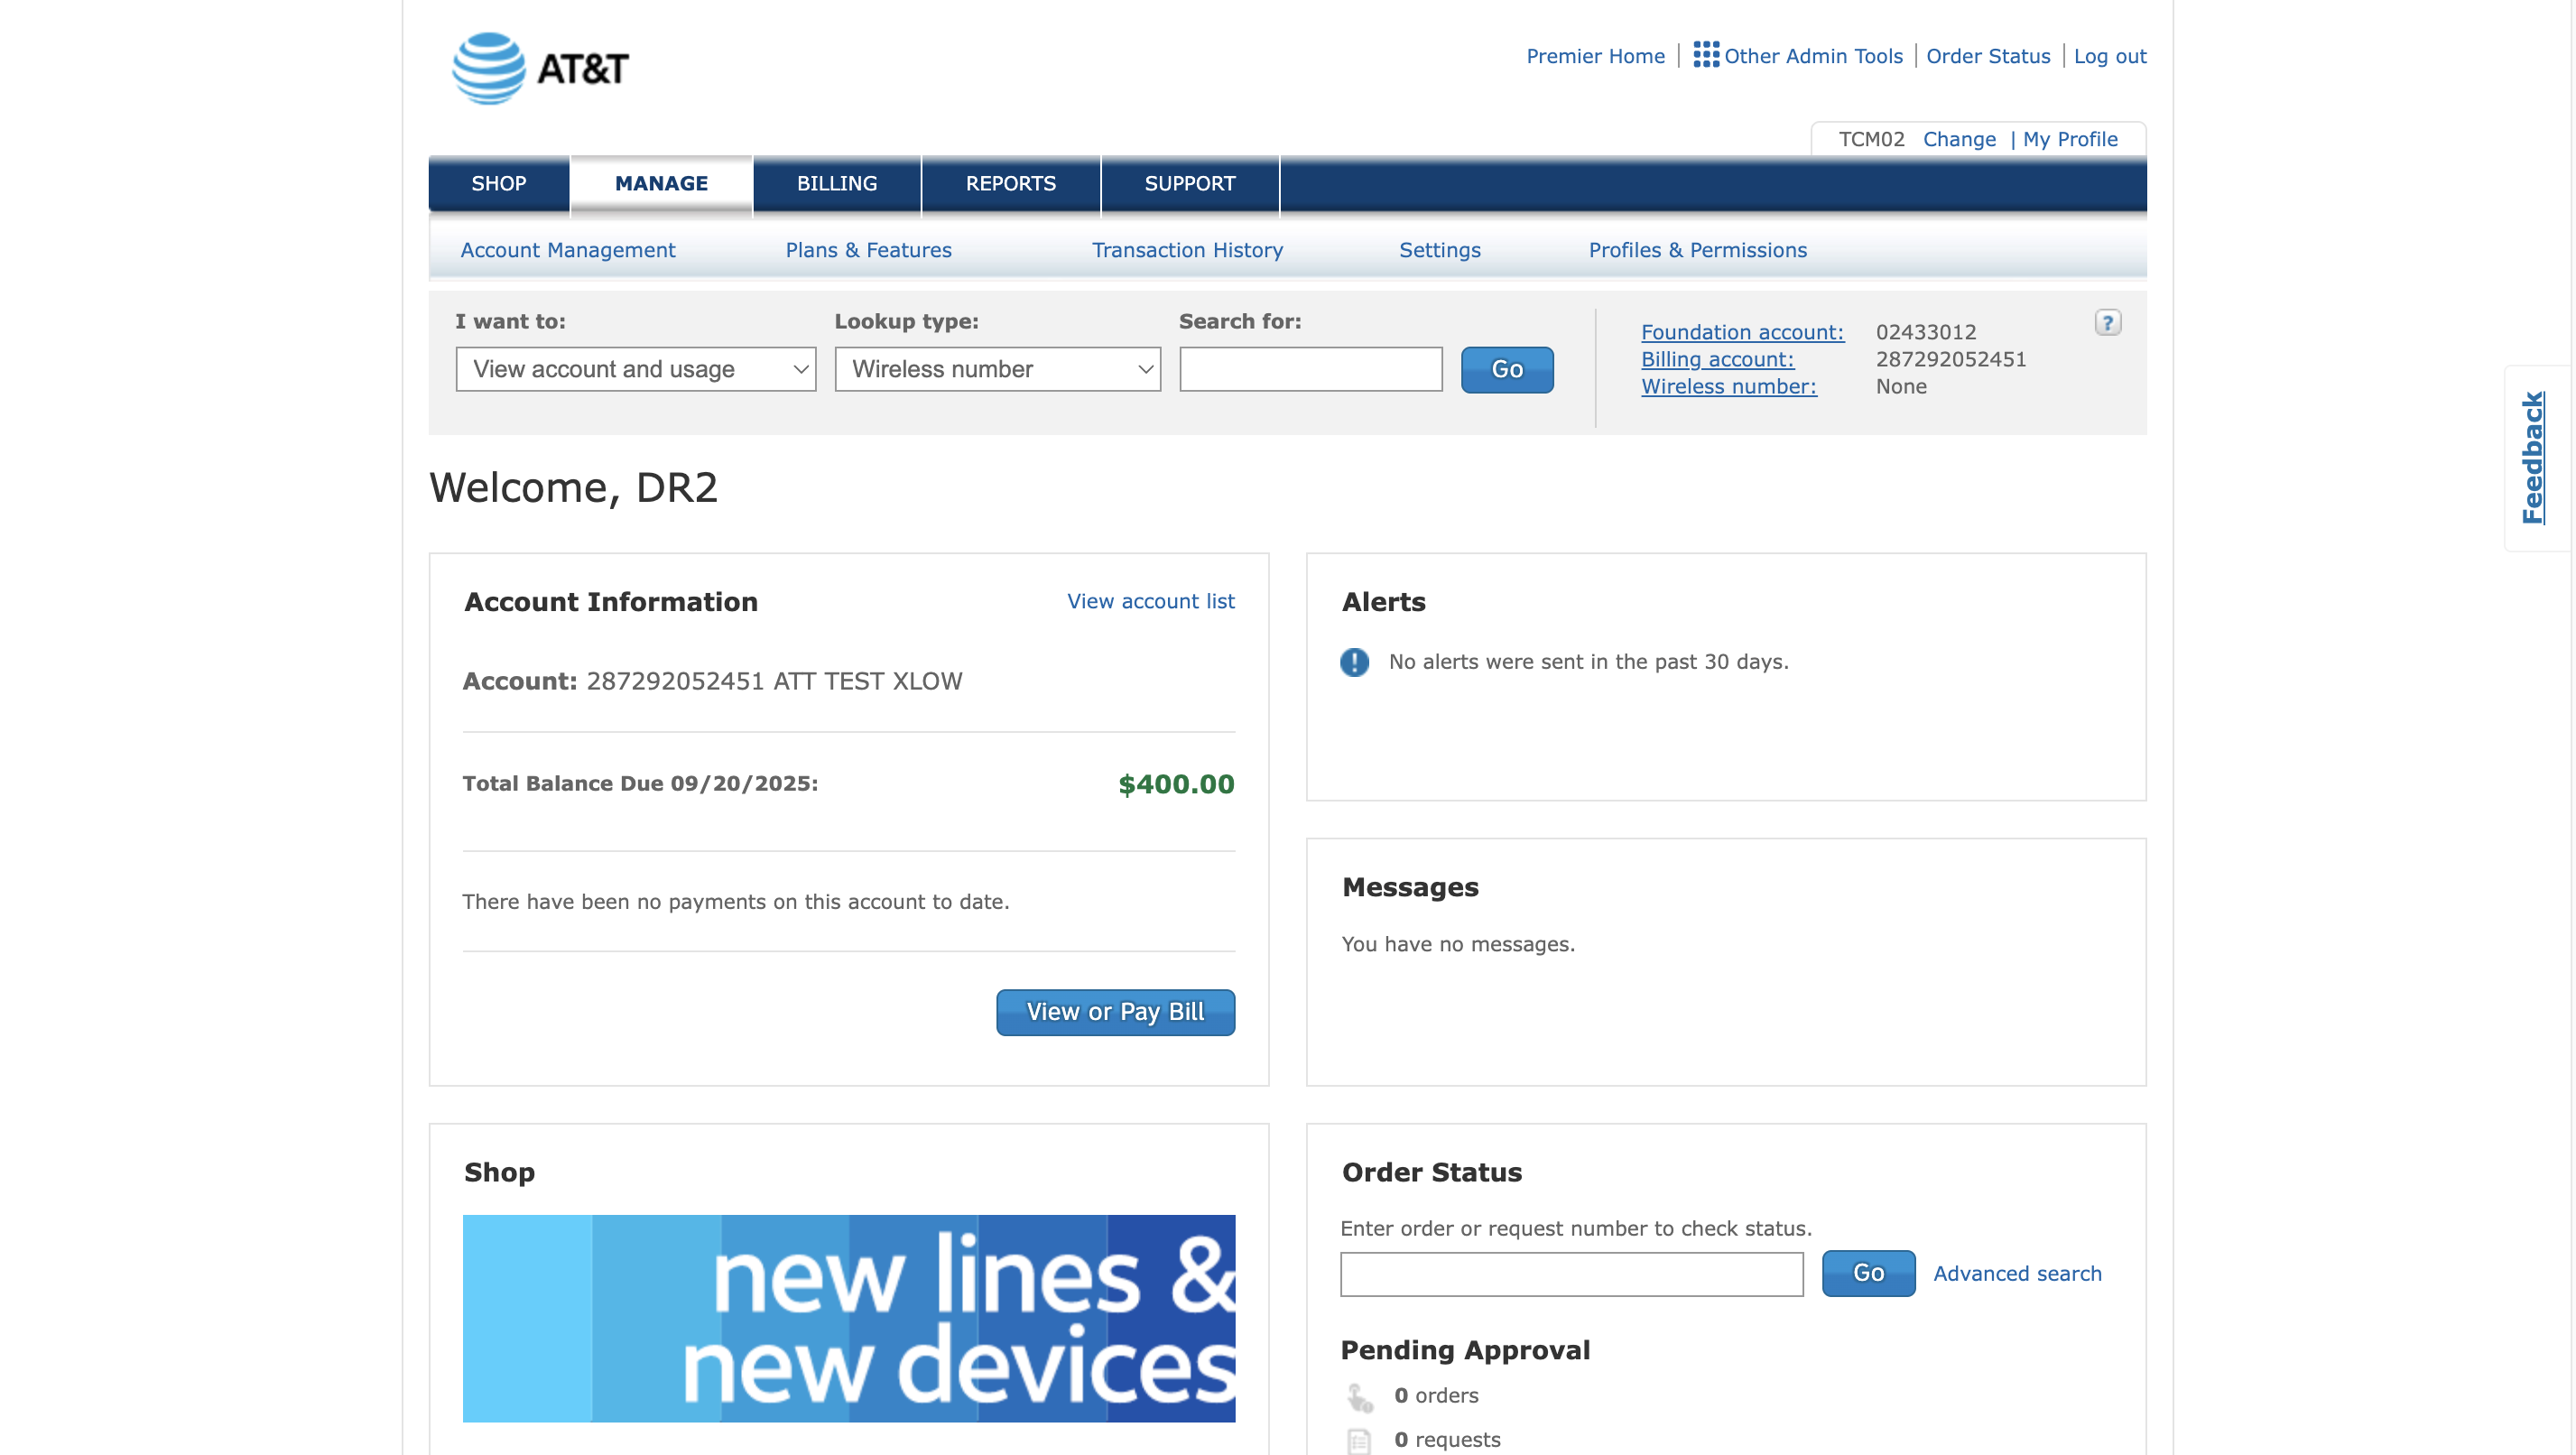 AT&T
Premier Home
Other Admin Tools
Order Status
Log out
TCM02 Change | My Profile
SHOP MANAGE BILLING REPORTS SUPPORT
Account Management Plans & Features Transaction History Settings Profiles & Permissions
I want to: Lookup type: Search for:
View account and usage Wireless number Go
Foundation account: 02433012
Billing account: 287292052451
Wireless number: None
?
Feedback
Welcome, DR2
Account Information View account list
Account: 287292052451 ATT TEST XLOW
Total Balance Due 09/20/2025: $400.00
There have been no payments on this account to date.
View or Pay Bill
Alerts
No alerts were sent in the past 30 days.
Messages
You have no messages.
Shop
new lines &
new devices
Order Status
Enter order or request number to check status.
Go Advanced search
Pending Approval
0 orders
0 requests